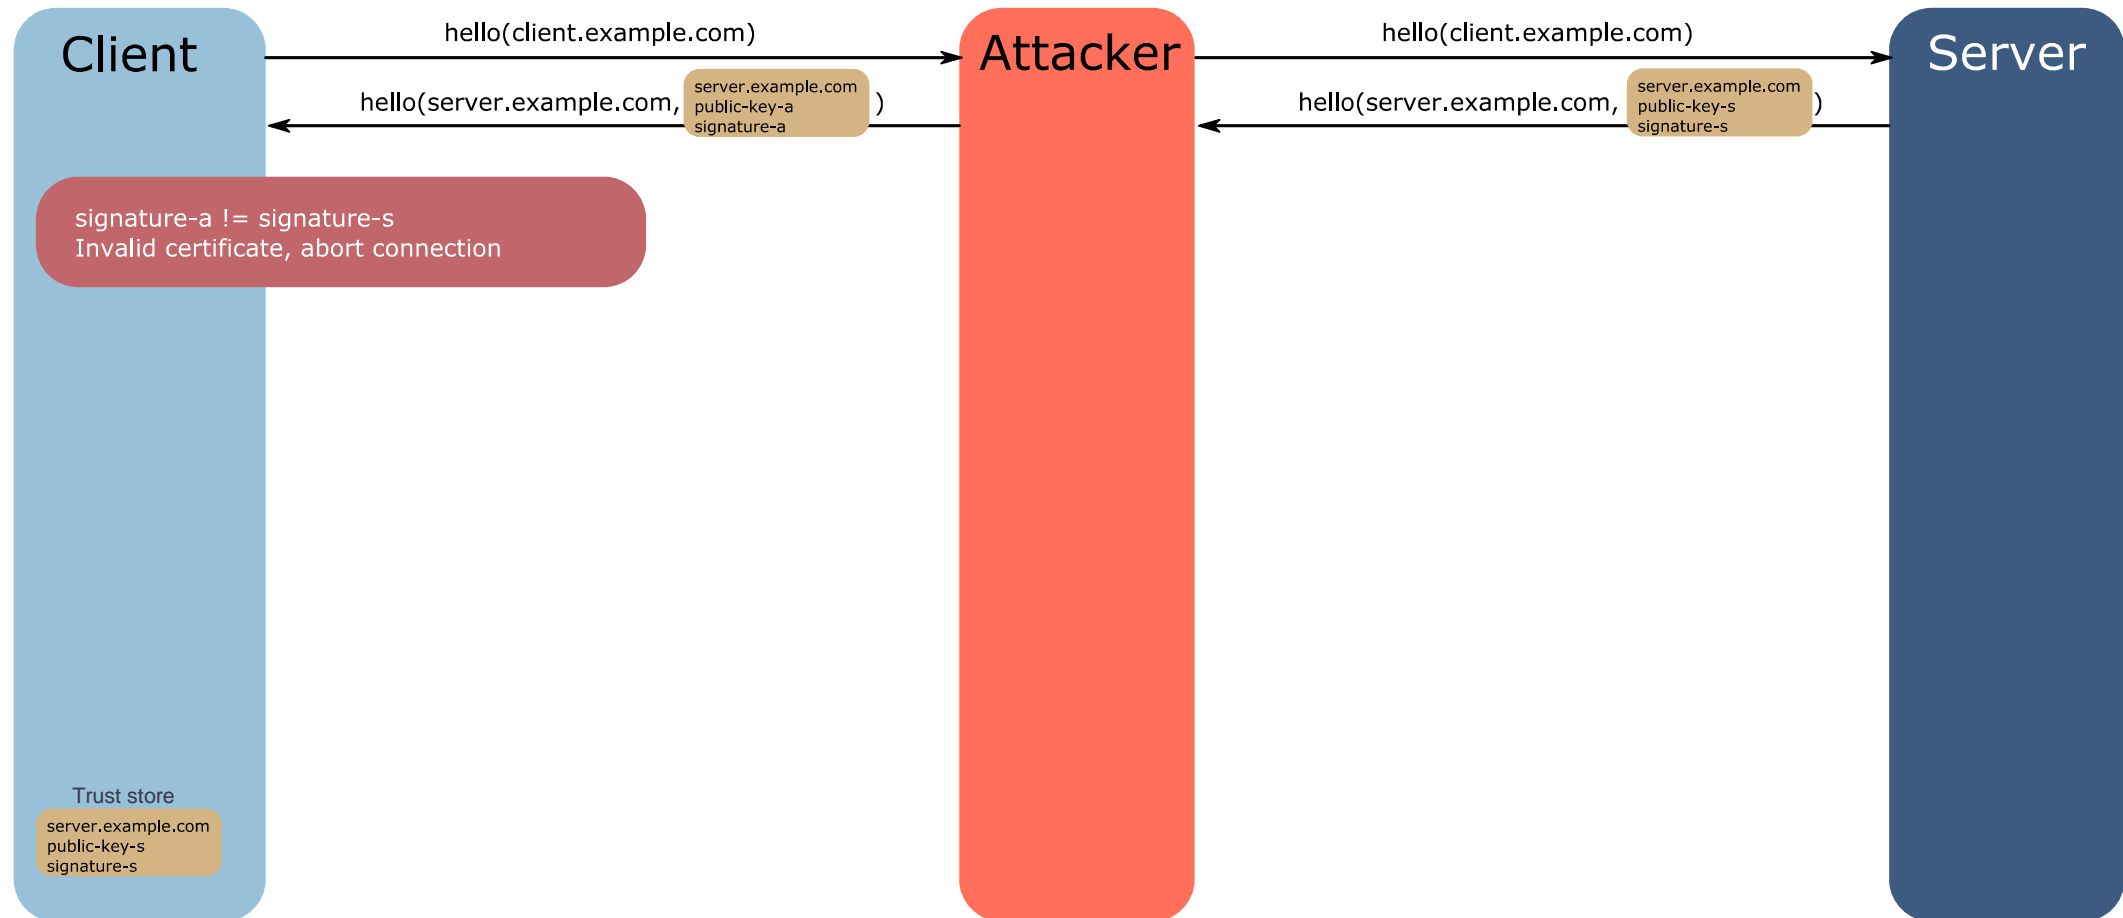 Client
Attacker
Server
hello(client.example.com)
hello(client.example.com)
hello(server.example.com,
server.example.com
public-key-a
signature-a
)
hello(server.example.com,
server.example.com
public-key-s
signature-s
)
signature-a != signature-s
Invalid certificate, abort connection
Trust store
server.example.com
public-key-s
signature-s